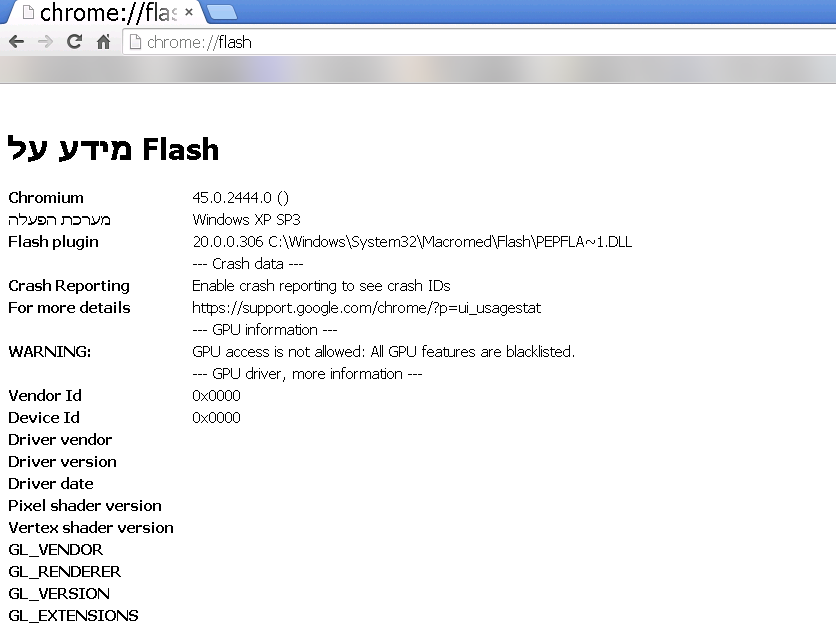 chrome://flas
chrome://flash
מידע על Flash
Chromium 45.0.2444.0 ()
מערכת הפעלה Windows XP SP3
Flash plugin 20.0.0.306 C:\Windows\System32\Macromed\Flash\PEPFLA~1.DLL
--- Crash data ---
Crash Reporting Enable crash reporting to see crash IDs
For more details https://support.google.com/chrome/?p=ui_usagestat
--- GPU information ---
WARNING: GPU access is not allowed: All GPU features are blacklisted.
--- GPU driver, more information ---
Vendor Id 0x0000
Device Id 0x0000
Driver vendor
Driver version
Driver date
Pixel shader version
Vertex shader version
GL_VENDOR
GL_RENDERER
GL_VERSION
GL_EXTENSIONS